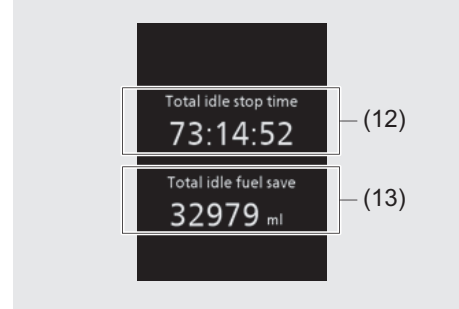 Total idle stop time
73:14:52
(12)
Total idle fuel save
32979 ml
(13)